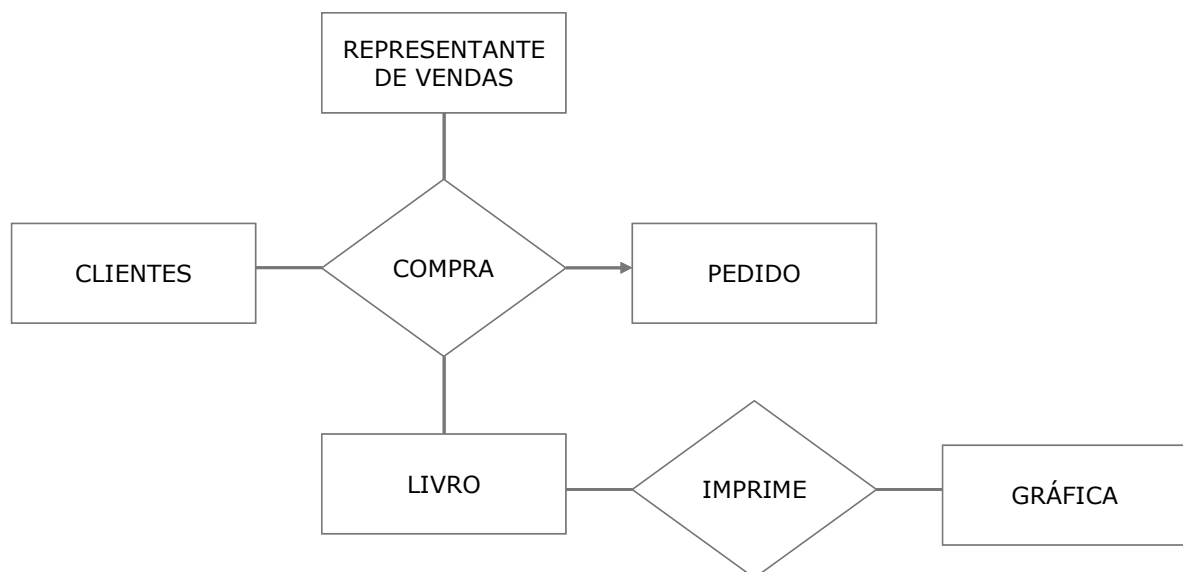 REPRESENTANTE
DE VENDAS
CLIENTES
COMPRA
PEDIDO
LIVRO
IMPRIME
GRÁFICA